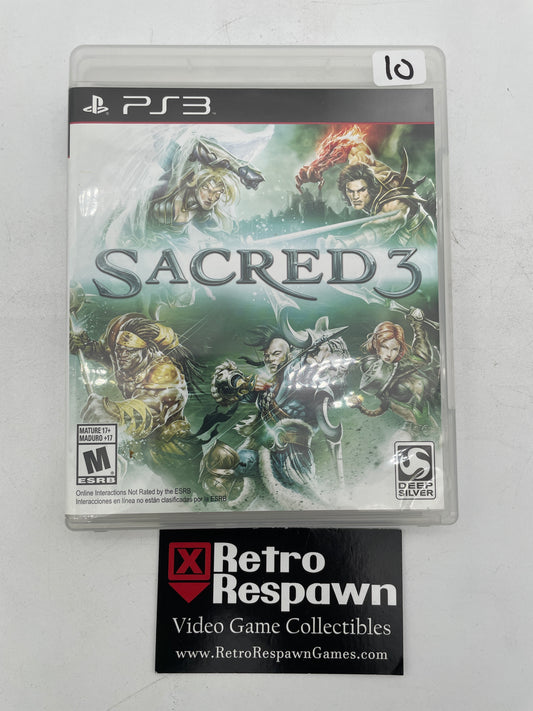 10
PS3
SACRED 3
MATURE 17+
MADURO +17
M
ESRB
Online Interactions Not Rated by the ESRB
Interacciones en línea no están clasificadas por la ESRB
DEEP
SILVER
X Retro
Respawn
Video Game Collectibles
www.RetroRespawnGames.com